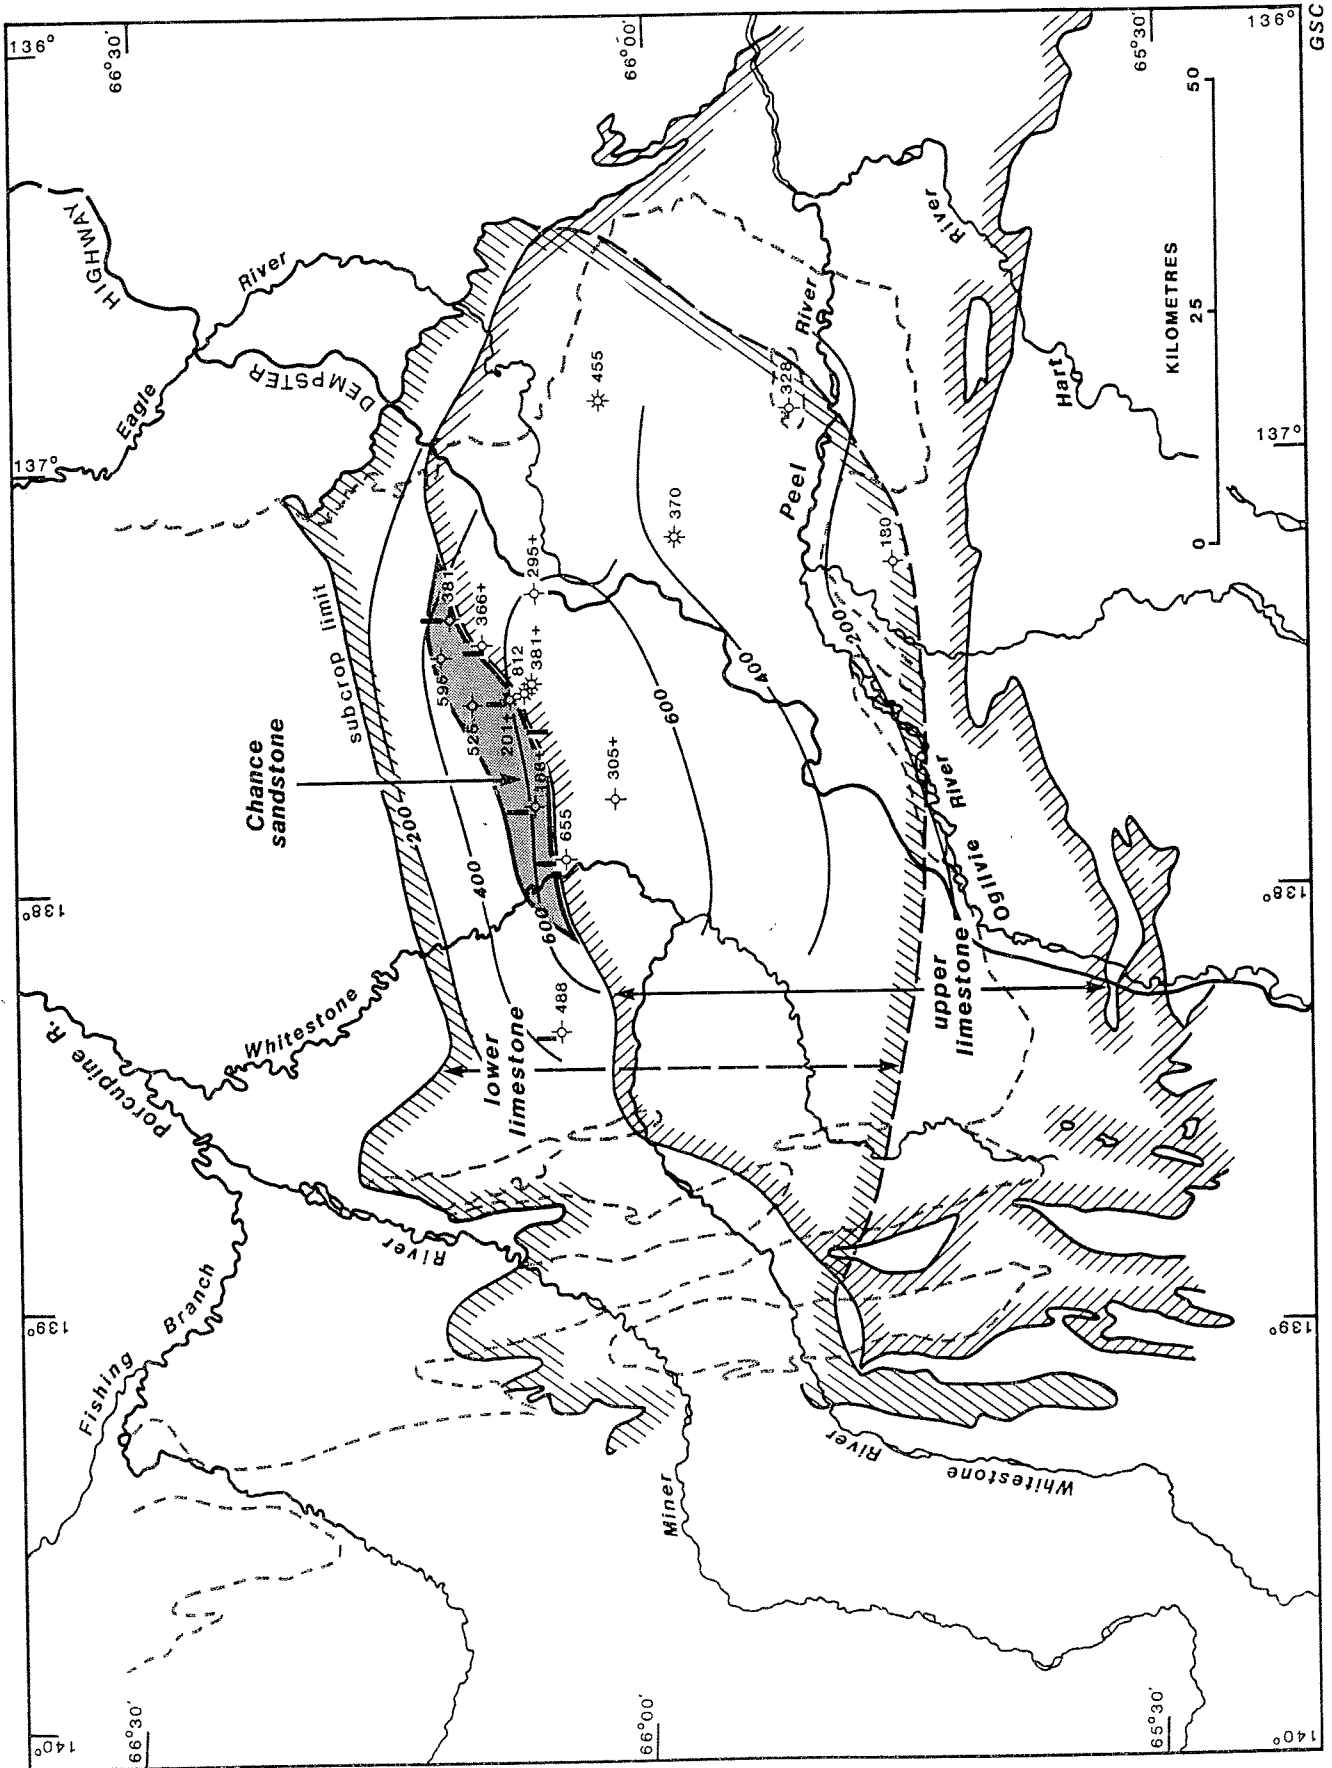 136°
66°30'
66°00'
65°30'
136°
GSC
HIGHWAY
DEMPSTER
Eagle
River
137°
137°
subcrop limit
Chance
sandstone
200
400
600
595
381
525
366+
812
381+
201+
188+
655
295+
305+
488
455
370
328
180
600
400
200
Peel
River
River
Hart
KILOMETRES
0
25
50
138°
138°
Porcupine R.
Whitestone
lower
limestone
upper
limestone
Ogilvie
River
River
139°
139°
Fishing
Branch
Miner
River
Whitestone
140°
66°30'
66°00'
65°30'
140°